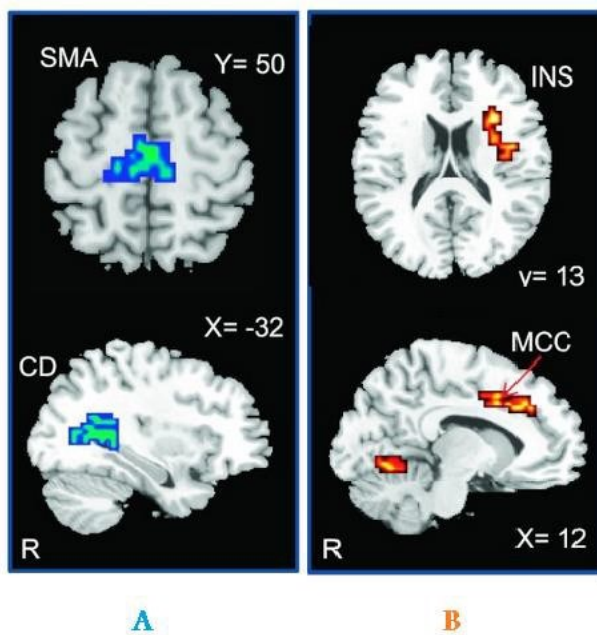 SMA
Y= 50
X= -32
CD
R
A
INS
y= 13
MCC
X= 12
R
B